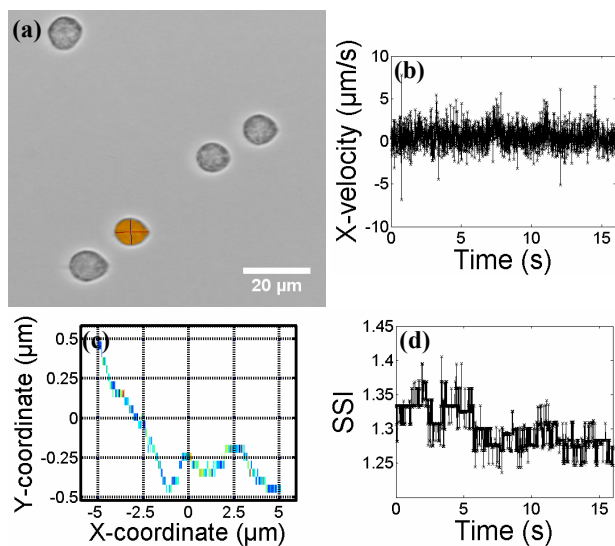 (a)
20 μm
(b)
X-velocity (μm/s)
10
5
0
-5
-10
0 5 10 15
Time (s)
(c)
Y-coordinate (μm)
0.5
0.25
0
-0.25
-0.5
-5 -2.5 0 2.5 5
X-coordinate (μm)
(d)
SSI
1.45
1.4
1.35
1.3
1.25
0 5 10 15
Time (s)